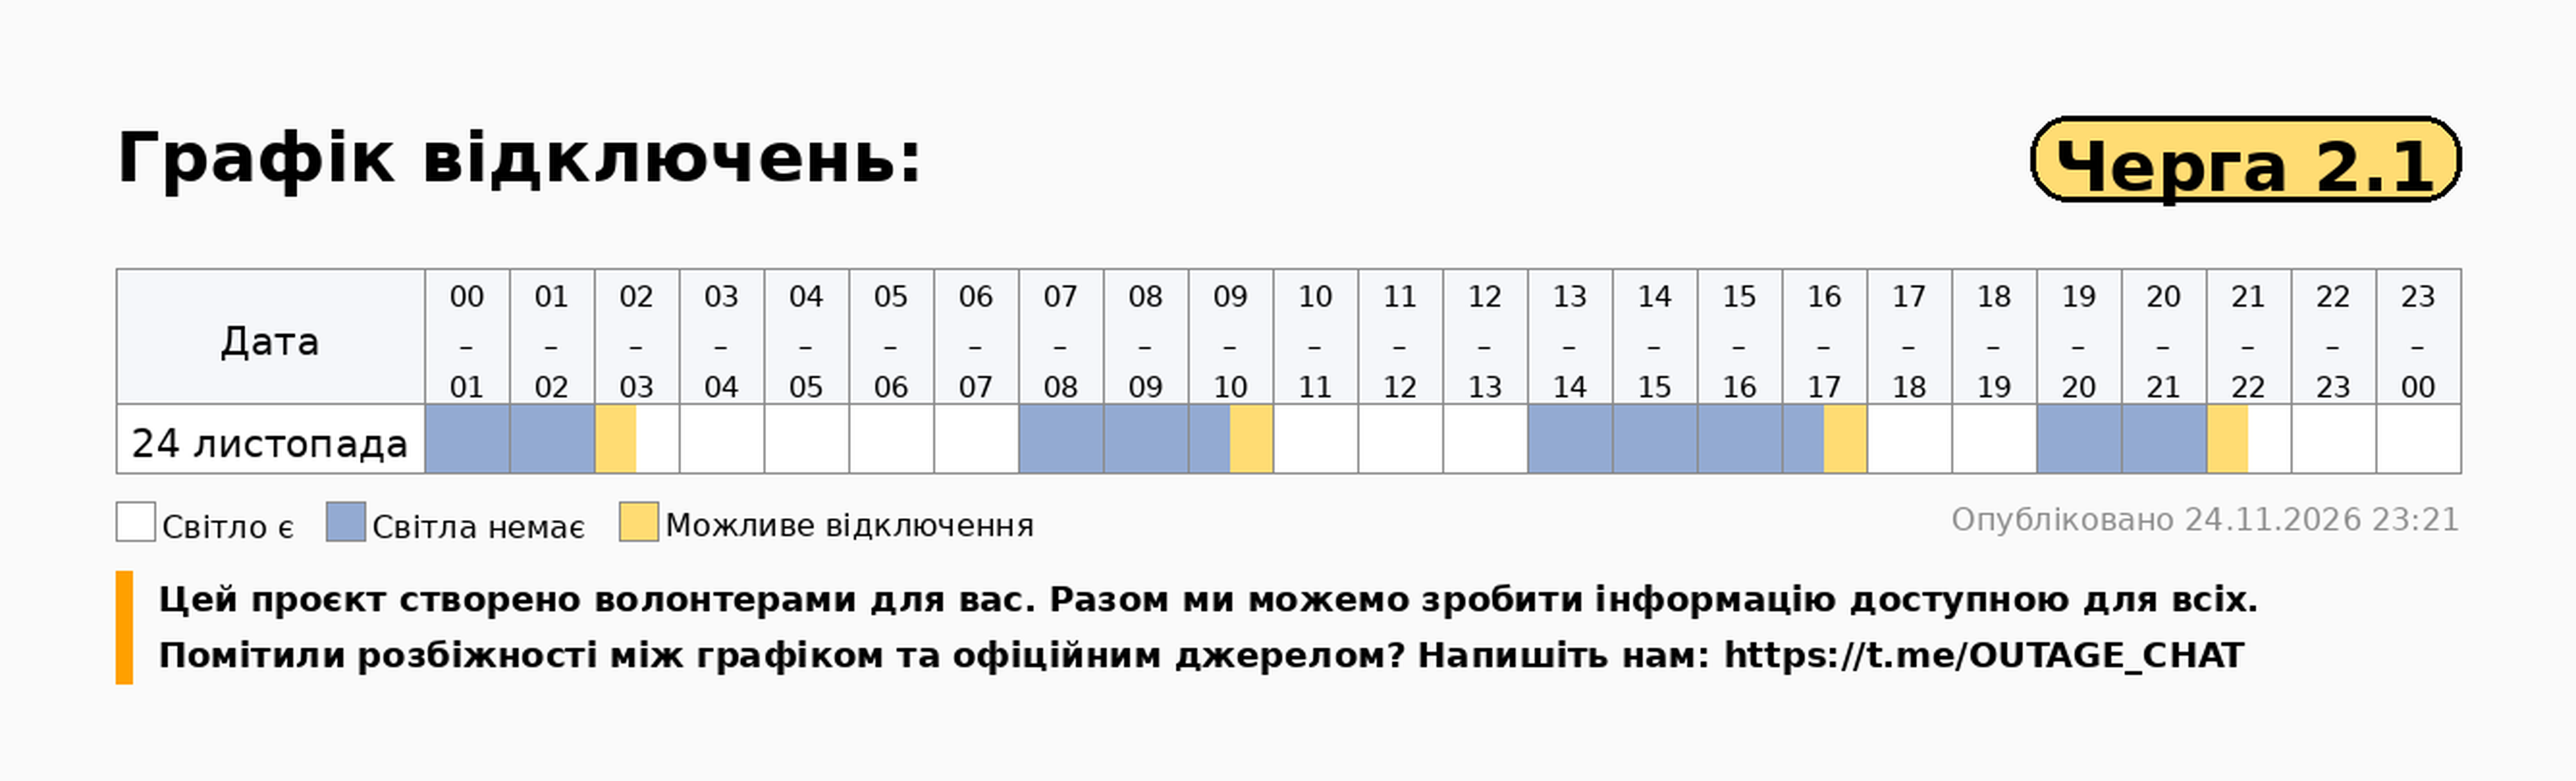 Графік відключень:
Черга 2.1
Дата
00 – 01
01 – 02
02 – 03
03 – 04
04 – 05
05 – 06
06 – 07
07 – 08
08 – 09
09 – 10
10 – 11
11 – 12
12 – 13
13 – 14
14 – 15
15 – 16
16 – 17
17 – 18
18 – 19
19 – 20
20 – 21
21 – 22
22 – 23
23 – 00
24 листопада
Світло є
Світла немає
Можливе відключення
Опубліковано 24.11.2026 23:21
Цей проєкт створено волонтерами для вас. Разом ми можемо зробити інформацію доступною для всіх.
Помітили розбіжності між графіком та офіційним джерелом? Напишіть нам: https://t.me/OUTAGE_CHAT